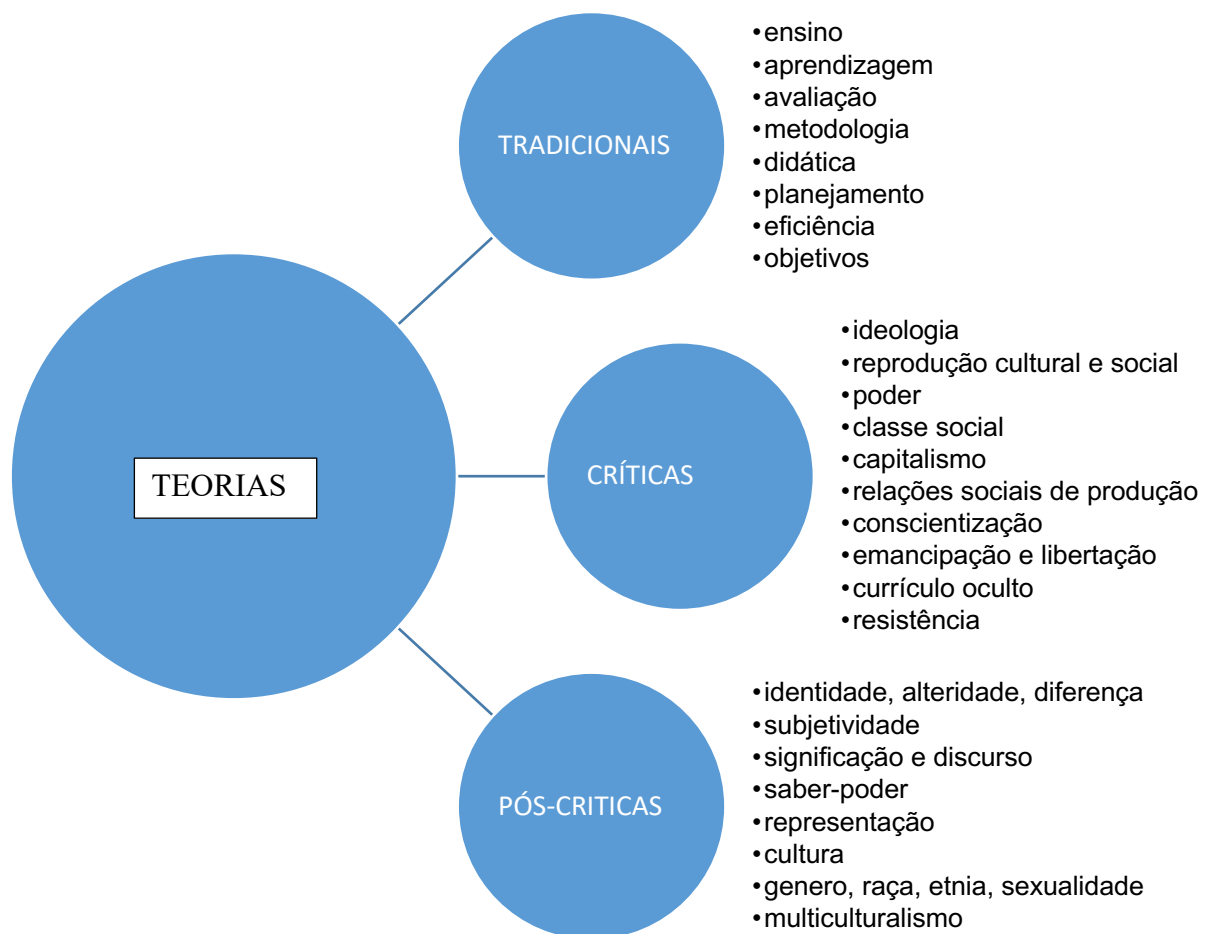 TEORIAS
TRADICIONAIS
•ensino
•aprendizagem
•avaliação
•metodologia
•didática
•planejamento
•eficiência
•objetivos
CRÍTICAS
•ideologia
•reprodução cultural e social
•poder
•classe social
•capitalismo
•relações sociais de produção
•conscientização
•emancipação e libertação
•currículo oculto
•resistência
PÓS-CRITICAS
•identidade, alteridade, diferença
•subjetividade
•significação e discurso
•saber-poder
•representação
•cultura
•genero, raça, etnia, sexualidade
•multiculturalismo